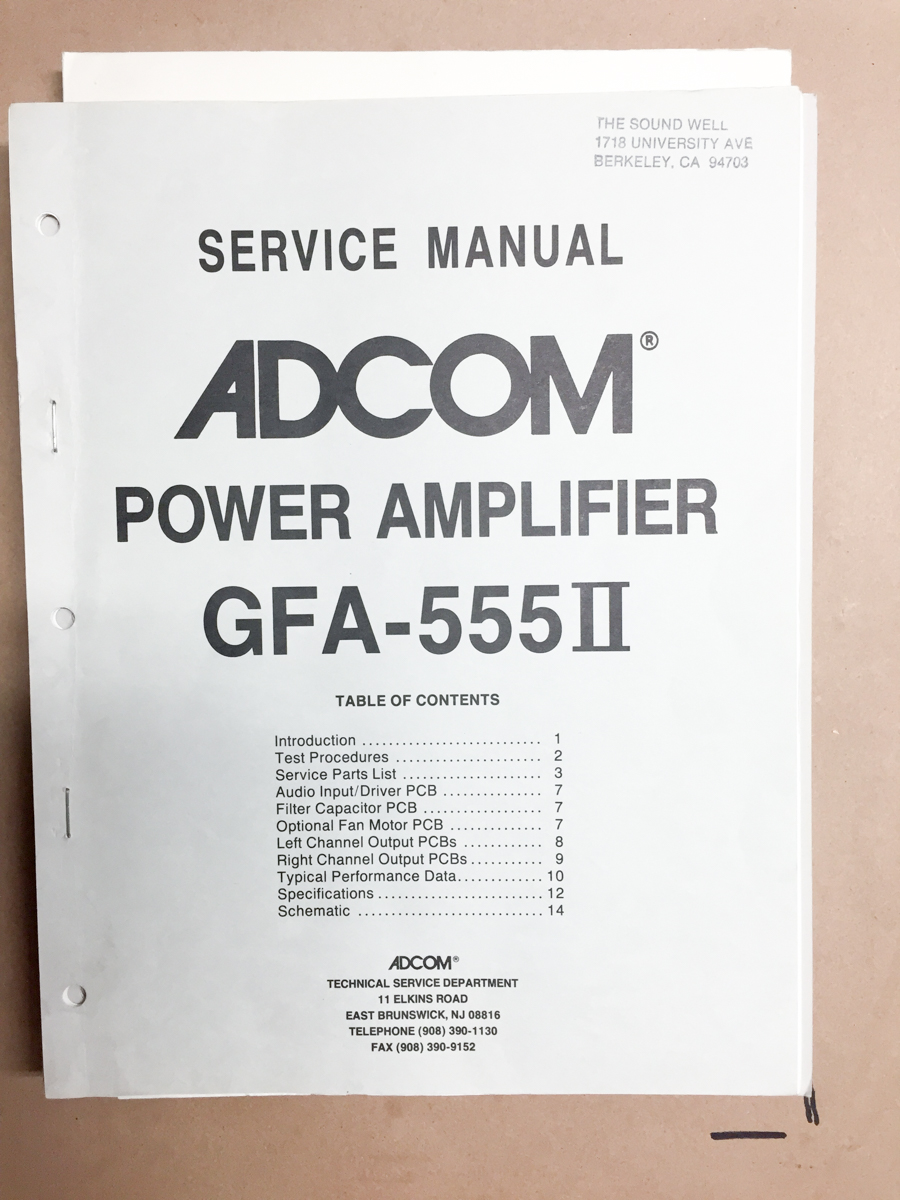 THE SOUND WELL
1718 UNIVERSITY AVE
BERKELEY, CA 94703
SERVICE MANUAL
ADCOM®
POWER AMPLIFIER
GFA-555II
TABLE OF CONTENTS
Introduction ........................... 1
Test Procedures ...................... 2
Service Parts List ..................... 3
Audio Input/Driver PCB ............... 7
Filter Capacitor PCB .................. 7
Optional Fan Motor PCB .............. 7
Left Channel Output PCBs ............ 8
Right Channel Output PCBs........... 9
Typical Performance Data............. 10
Specifications ......................... 12
Schematic ............................ 14
ADCOM®
TECHNICAL SERVICE DEPARTMENT
11 ELKINS ROAD
EAST BRUNSWICK, NJ 08816
TELEPHONE (908) 390-1130
FAX (908) 390-9152